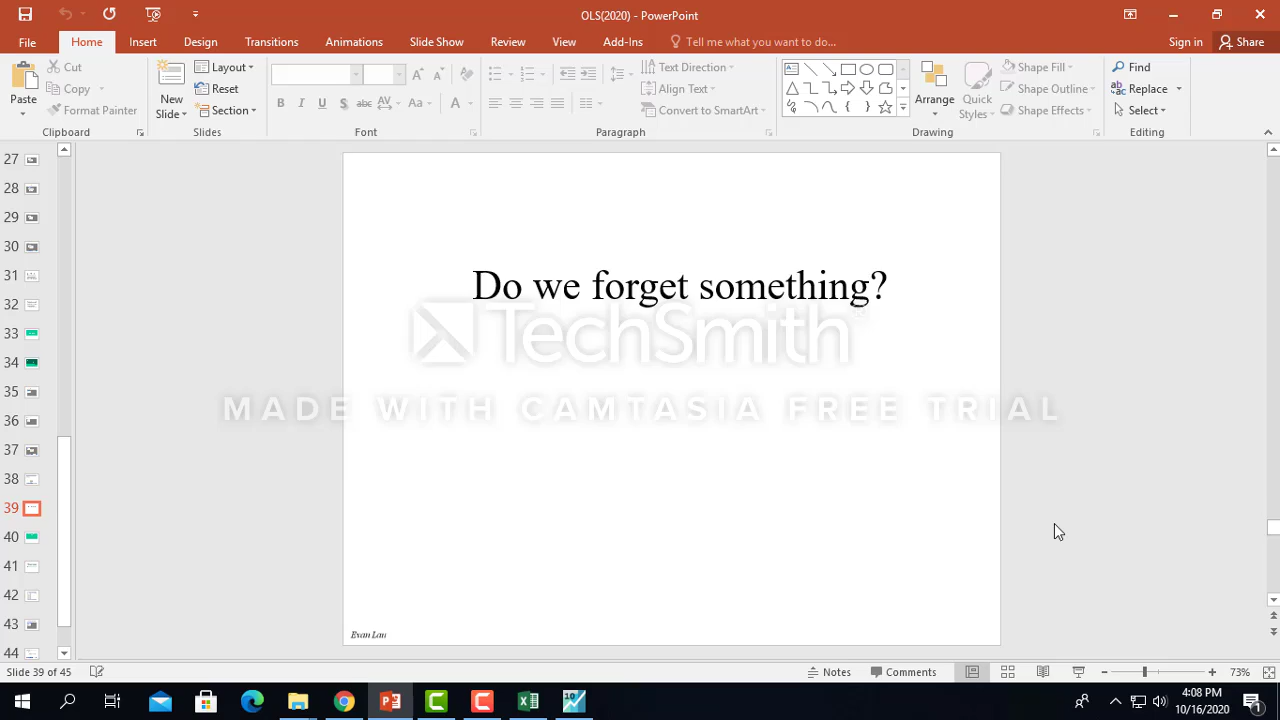 OLS(2020) - PowerPoint
File Home Insert Design Transitions Animations Slide Show Review View Add-Ins Tell me what you want to do... Sign in Share
Paste
Cut
Copy
Format Painter
Clipboard
New Slide
Layout
Reset
Section
Slides
Font
Text Direction
Align Text
Convert to SmartArt
Paragraph
Arrange
Quick Styles
Shape Fill
Shape Outline
Shape Effects
Drawing
Find
Replace
Select
Editing
27
28
29
30
31
32
33
34
35
36
37
38
39
40
41
42
43
44
Do we forget something?
TechSmith
MADE WITH CAMTASIA FREE TRIAL
Evan Lau
Slide 39 of 45
Notes
Comments
73%
4:08 PM
10/16/2020